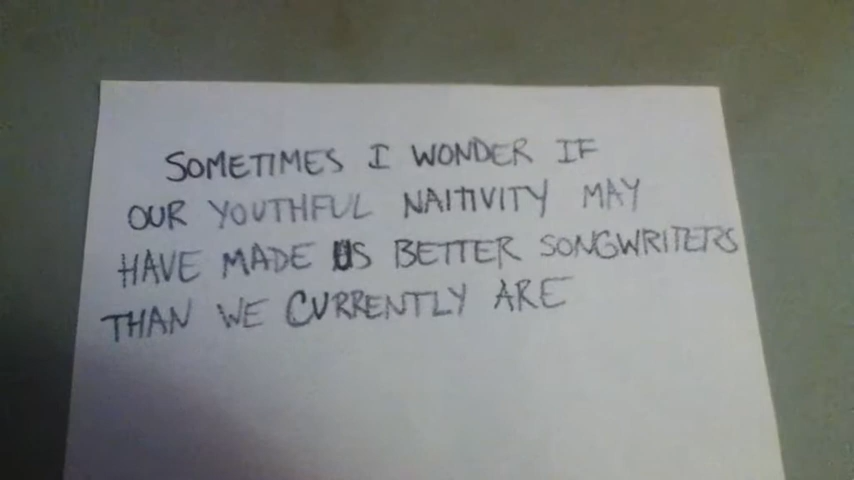 SOMETIMES I WONDER IF
OUR YOUTHFUL NAITIVITY MAY
HAVE MADE US BETTER SONGWRITERS
THAN WE CURRENTLY ARE